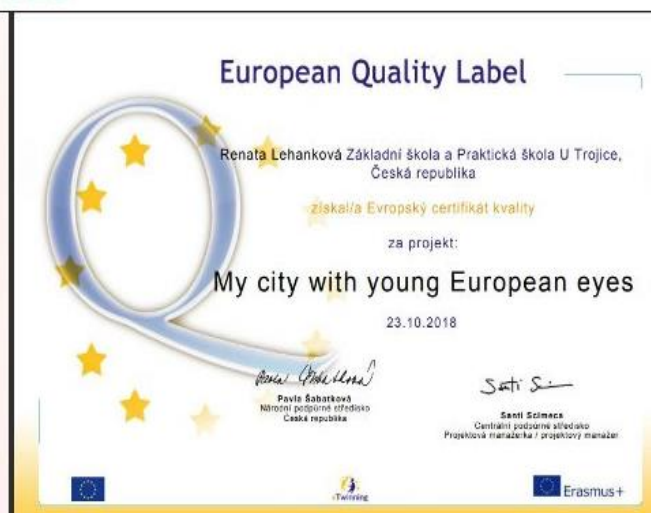 European Quality Label
Renata Lehanková Základní škola a Praktická škola U Trojice,
Česká republika
získal/a Evropský certifikát kvality
za projekt:
My city with young European eyes
23.10.2018
Pavla Šabatková
Národní podpůrné středisko
Česká republika
Santi Scimeca
Centrální podpůrné středisko
Projektová manažerka / projektový manažer
eTwinning
Erasmus+